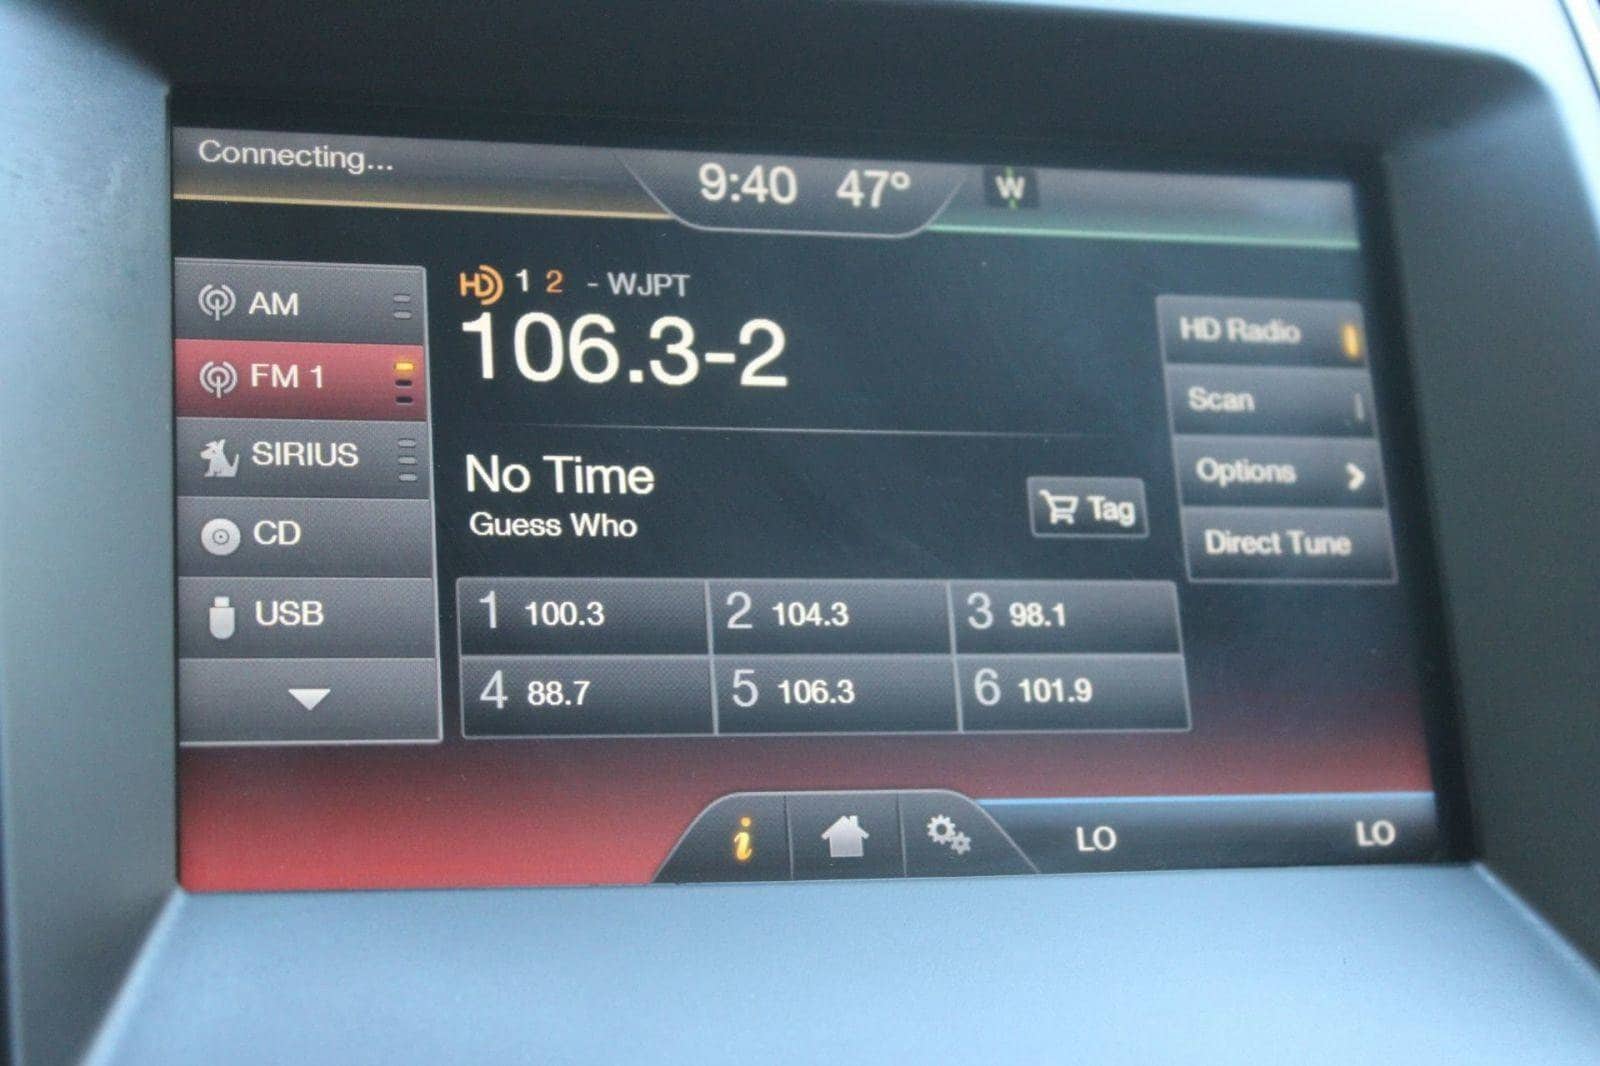 Connecting...
9:40 47° W
AM
FM 1
SIRIUS
CD
USB
HD 1 2 - WJPT
106.3-2
No Time
Guess Who
Tag
1 100.3 2 104.3 3 98.1
4 88.7 5 106.3 6 101.9
HD Radio
Scan
Options
Direct Tune
i
LO LO